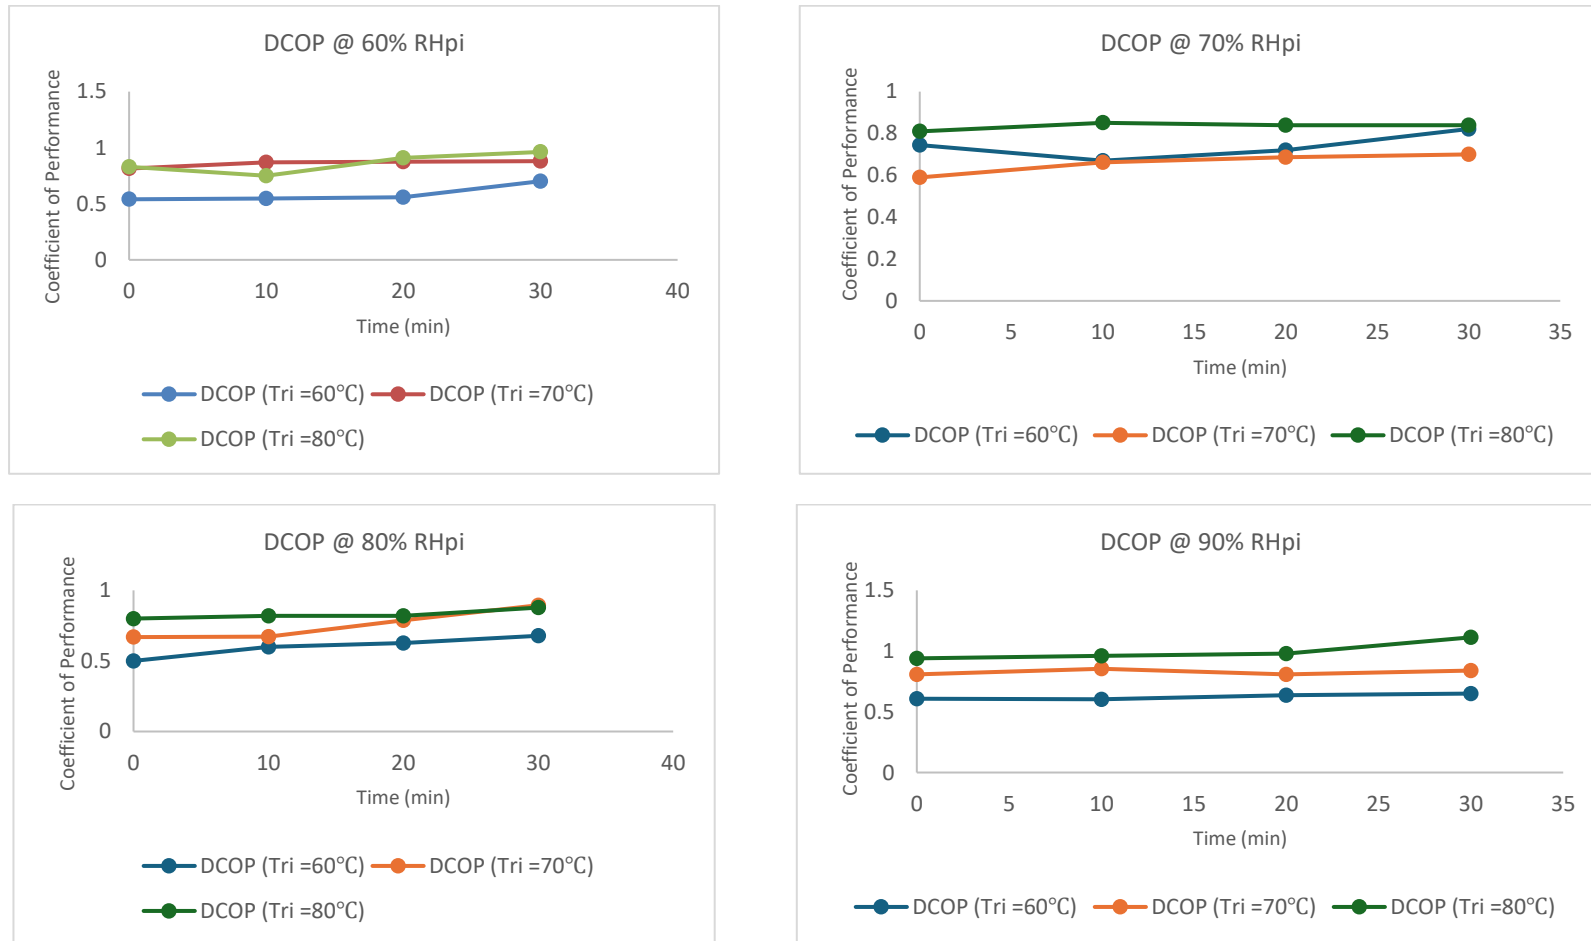 DCOP @ 60% RHpi
Coefficient of Performance
1.5
1
0.5
0
0 10 20 30 40
Time (min)
DCOP (Tri =60℃) DCOP (Tri =70℃)
DCOP (Tri =80℃)
DCOP @ 70% RHpi
Coefficient of Performance
1
0.8
0.6
0.4
0.2
0
0 5 10 15 20 25 30 35
Time (min)
DCOP (Tri =60℃) DCOP (Tri =70℃) DCOP (Tri =80℃)
DCOP @ 80% RHpi
Coefficient of Performance
1
0.5
0
0 10 20 30 40
Time (min)
DCOP (Tri =60℃) DCOP (Tri =70℃)
DCOP (Tri =80℃)
DCOP @ 90% RHpi
Coefficient of Performance
1.5
1
0.5
0
0 5 10 15 20 25 30 35
Time (min)
DCOP (Tri =60℃) DCOP (Tri =70℃) DCOP (Tri =80℃)